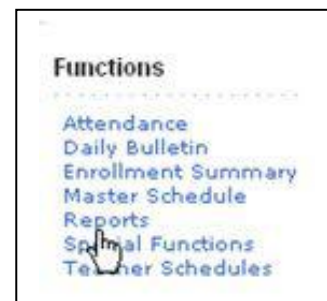 Functions
Attendance
Daily Bulletin
Enrollment Summary
Master Schedule
Reports
Special Functions
Teacher Schedules